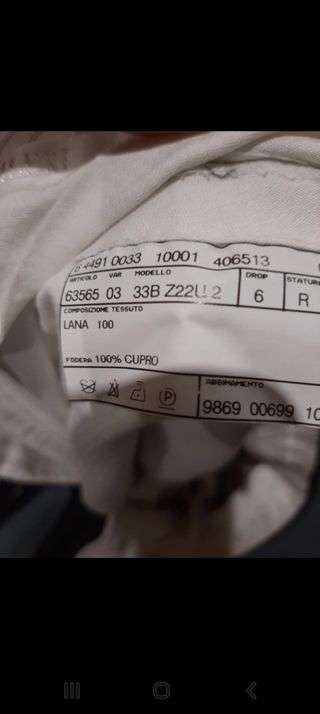 6 4491 0033 10001 406513
ARTICOLO VAR MODELLO DROP STATURA
63565 03 33B Z22U 2 6 R
COMPOSIZIONE TESSUTO
LANA 100
FODERA 100% CUPRO
P
ABBINAMENTO
9869 00699 10